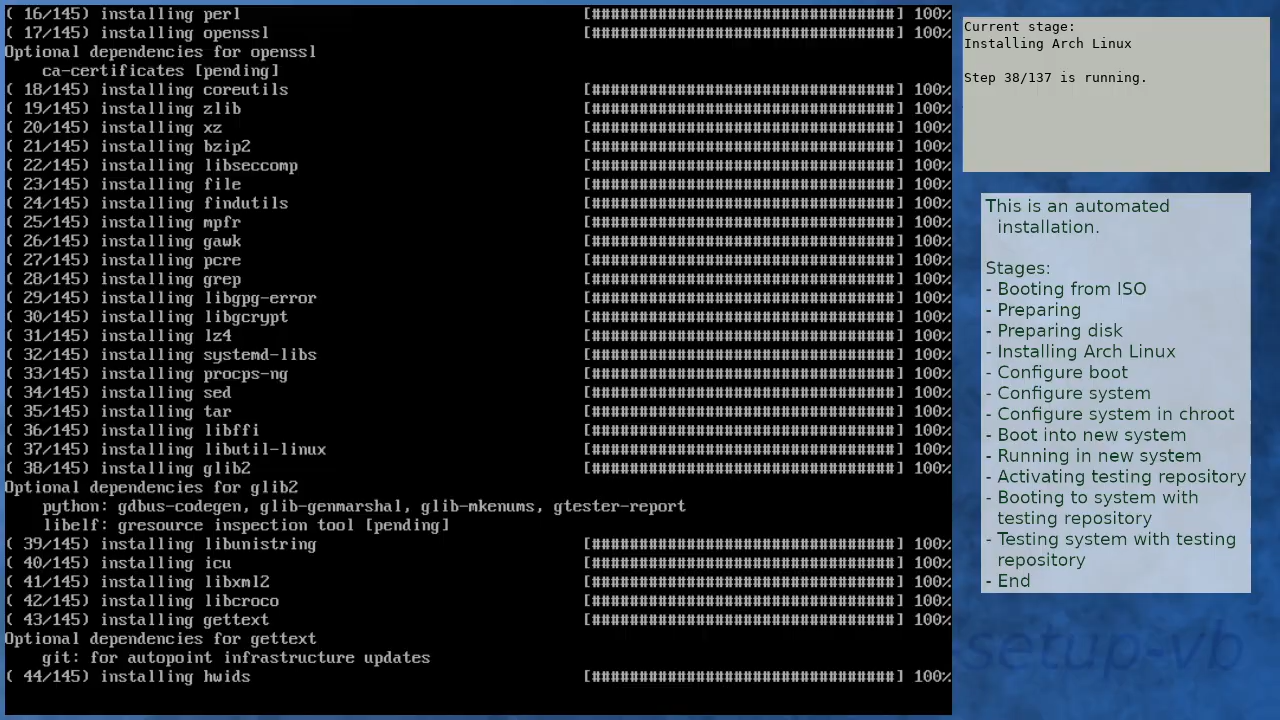 ( 16/145) installing perl [################################] 100%
( 17/145) installing openssl [################################] 100%
Optional dependencies for openssl
ca-certificates [pending]
( 18/145) installing coreutils [################################] 100%
( 19/145) installing zlib [################################] 100%
( 20/145) installing xz [################################] 100%
( 21/145) installing bzip2 [################################] 100%
( 22/145) installing libseccomp [################################] 100%
( 23/145) installing file [################################] 100%
( 24/145) installing findutils [################################] 100%
( 25/145) installing mpfr [################################] 100%
( 26/145) installing gawk [################################] 100%
( 27/145) installing pcre [################################] 100%
( 28/145) installing grep [################################] 100%
( 29/145) installing libgpg-error [################################] 100%
( 30/145) installing libgcrypt [################################] 100%
( 31/145) installing lz4 [################################] 100%
( 32/145) installing systemd-libs [################################] 100%
( 33/145) installing procps-ng [################################] 100%
( 34/145) installing sed [################################] 100%
( 35/145) installing tar [################################] 100%
( 36/145) installing libffi [################################] 100%
( 37/145) installing libutil-linux [################################] 100%
( 38/145) installing glib2 [################################] 100%
Optional dependencies for glib2
python: gdbus-codegen, glib-genmarshal, glib-mkenums, gtester-report
libelf: gresource inspection tool [pending]
( 39/145) installing libunistring [################################] 100%
( 40/145) installing icu [################################] 100%
( 41/145) installing libxml2 [################################] 100%
( 42/145) installing libcroco [################################] 100%
( 43/145) installing gettext [################################] 100%
Optional dependencies for gettext
git: for autopoint infrastructure updates
( 44/145) installing hwids [################################] 100%
Current stage:
Installing Arch Linux
Step 38/137 is running.
This is an automated
installation.
Stages:
- Booting from ISO
- Preparing
- Preparing disk
- Installing Arch Linux
- Configure boot
- Configure system
- Configure system in chroot
- Boot into new system
- Running in new system
- Activating testing repository
- Booting to system with
testing repository
- Testing system with testing
repository
- End
setup-vb